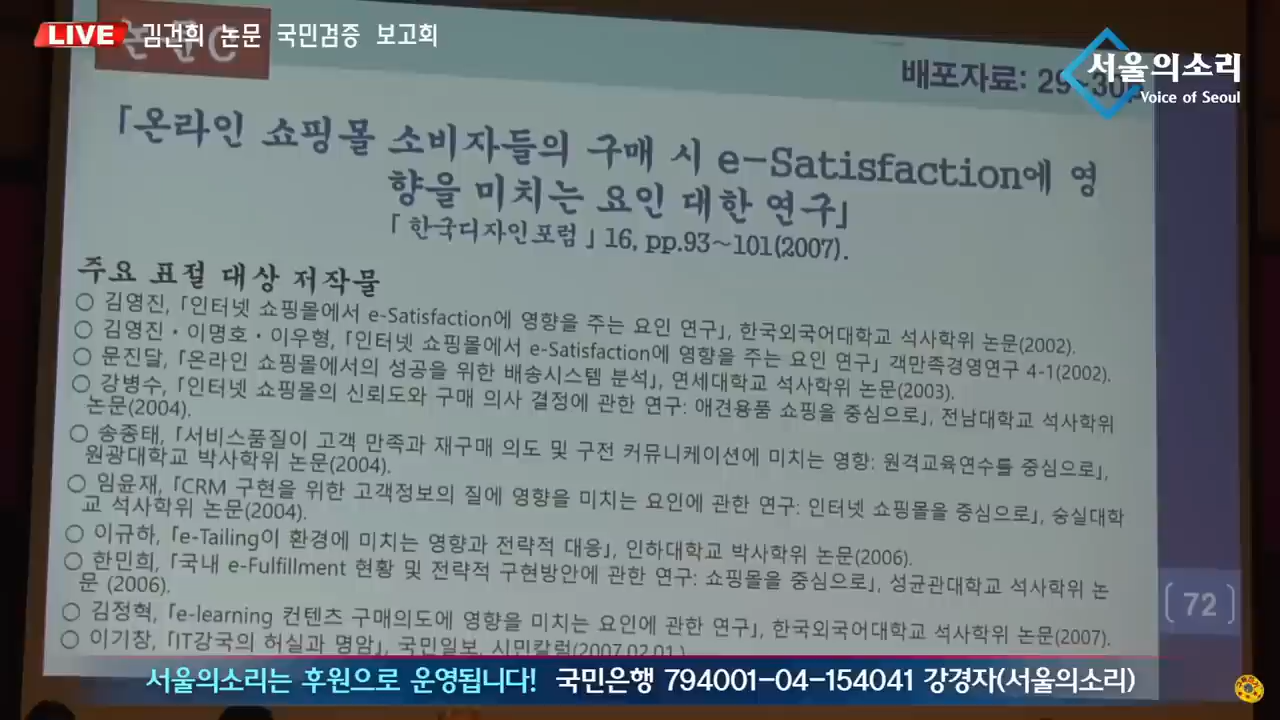 LIVE 김건희 논문 국민검증 보고회
논문C
서울의소리
Voice of Seoul
배포자료: 29~30p
「온라인 쇼핑몰 소비자들의 구매 시 e-Satisfaction에 영
향을 미치는 요인 대한 연구」
「한국디자인포럼」16, pp.93~101(2007).
주요 표절 대상 저작물
○ 김영진, 「인터넷 쇼핑몰에서 e-Satisfaction에 영향을 주는 요인 연구」, 한국외국어대학교 석사학위 논문(2002).
○ 김영진・이명호・이우형, 「인터넷 쇼핑몰에서 e-Satisfaction에 영향을 주는 요인 연구」 객만족경영연구 4-1(2002).
○ 문진달, 「온라인 쇼핑몰에서의 성공을 위한 배송시스템 분석」, 연세대학교 석사학위 논문(2003).
○ 강병수, 「인터넷 쇼핑몰의 신뢰도와 구매 의사 결정에 관한 연구: 애견용품 쇼핑을 중심으로」, 전남대학교 석사학위
논문(2004).
○ 송종태, 「서비스품질이 고객 만족과 재구매 의도 및 구전 커뮤니케이션에 미치는 영향: 원격교육연수를 중심으로」,
원광대학교 박사학위 논문(2004).
○ 임윤재, 「CRM 구현을 위한 고객정보의 질에 영향을 미치는 요인에 관한 연구: 인터넷 쇼핑몰을 중심으로」, 숭실대학
교 석사학위 논문(2004).
○ 이규하, 「e-Tailing이 환경에 미치는 영향과 전략적 대응」, 인하대학교 박사학위 논문(2006).
○ 한민희, 「국내 e-Fulfillment 현황 및 전략적 구현방안에 관한 연구: 쇼핑몰을 중심으로」, 성균관대학교 석사학위 논
문 (2006).
○ 김정혁, 「e-learning 컨텐츠 구매의도에 영향을 미치는 요인에 관한 연구」, 한국외국어대학교 석사학위 논문(2007).
○ 이기창, 「IT강국의 허실과 명암」, 국민일보, 시민칼럼(2007.02.01.)
[72]
서울의소리는 후원으로 운영됩니다! 국민은행 794001-04-154041 강경자(서울의소리)